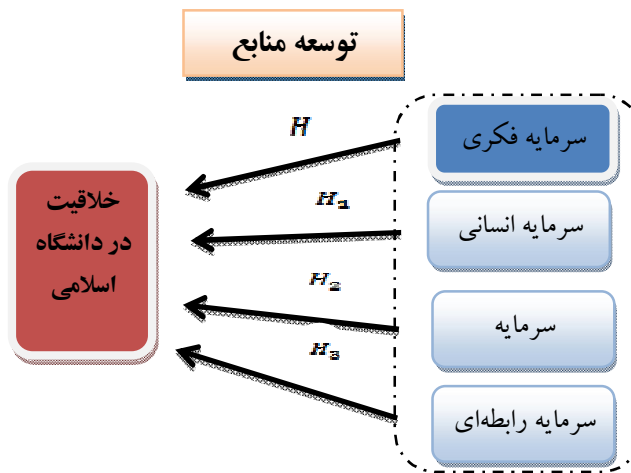 توسعه منابع
سرمایه فکری
H
سرمایه انسانی
H₁
خلاقیت
در دانشگاه
اسلامی
سرمایه
H₂
سرمایه رابطه‌ای
H₃